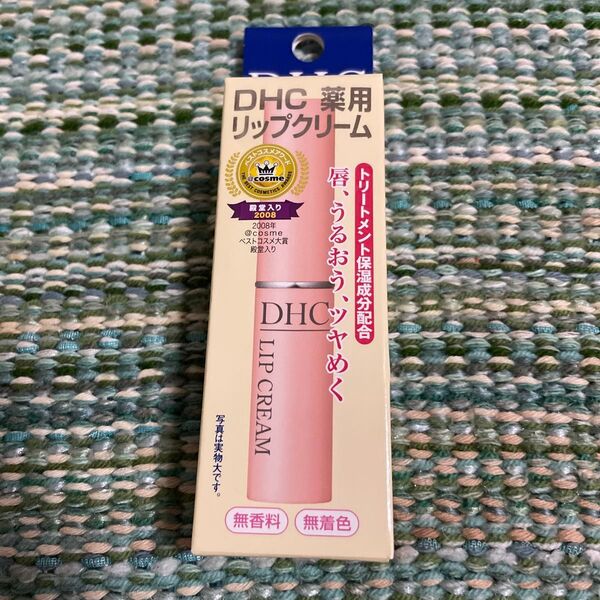 DHC
DHC 薬用
リップクリーム
ベストコスメアワード
@cosme
THE BEST COSMETICS AWARDS
殿堂入り
2008
2008年
@cosme
ベストコスメ大賞
殿堂入り
トリートメント保湿成分配合
唇、うるおう、ツヤめく
DHC
LIP CREAM
写真は実物大です。
無香料
無着色